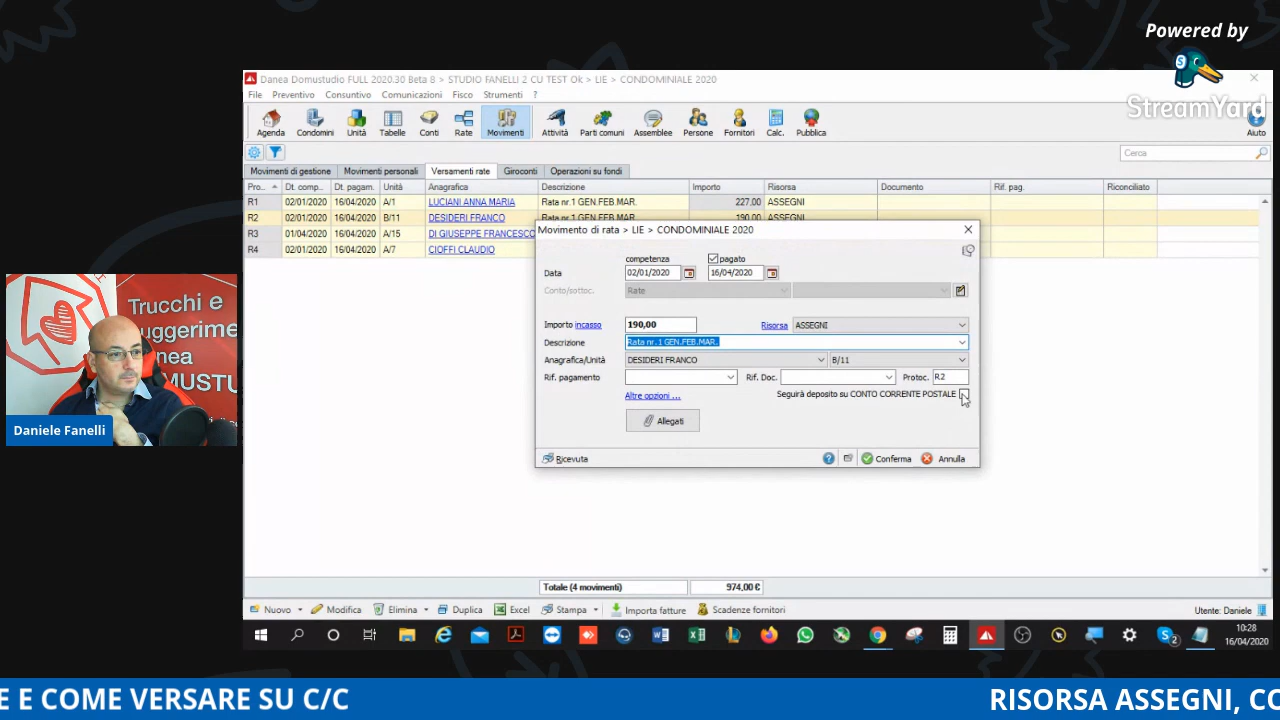 Powered by
StreamYard
Danea Domustudio FULL 2020.30 Beta 8 > STUDIO FANELLI 2 CU TEST Ok > LIE > CONDOMINIALE 2020
File Preventivo Consuntivo Comunicazioni Fisco Strumenti ?
Agenda Condomini Unità Tabelle Conti Rate Movimenti Attività Parti comuni Assemblee Persone Fornitori Calc. Pubblica Aiuto
Cerca
Movimenti di gestione Movimenti personali Versamenti rate Giroconti Operazioni su fondi
Pro... Dt. comp... Dt. pagam. Unità Anagrafica Descrizione Importo Risorsa Documento Rif. pag. Riconciliato
R1 02/01/2020 16/04/2020 A/1 LUCIANI ANNA MARIA Rata nr.1 GEN.FEB.MAR. 227,00 ASSEGNI
R2 02/01/2020 16/04/2020 B/11 DESIDERI FRANCO Rata nr.1 GEN.FEB.MAR. 190,00 ASSEGNI
R3 01/04/2020 16/04/2020 A/15 DI GIUSEPPE FRANCESCO
R4 02/01/2020 16/04/2020 A/7 CIOFFI CLAUDIO
Movimento di rata > LIE > CONDOMINIALE 2020
competenza pagato
Data 02/01/2020 16/04/2020
Conto/sottoc. Rate
Importo incasso 190,00 Risorsa ASSEGNI
Descrizione Rata nr.1 GEN.FEB.MAR.
Anagrafica/Unità DESIDERI FRANCO B/11
Rif. pagamento Rif. Doc. Protoc. R2
Altre opzioni ... Seguirà deposito su CONTO CORRENTE POSTALE
Allegati
Ricevuta Conferma Annulla
Totale (4 movimenti) 974,00 €
Nuovo Modifica Elimina Duplica Excel Stampa Importa fatture Scadenze fornitori Utente: Daniele
10:28
16/04/2020
Trucchi e
uggerime
nea
MUSTU
Daniele Fanelli
E E COME VERSARE SU C/C RISORSA ASSEGNI, CO